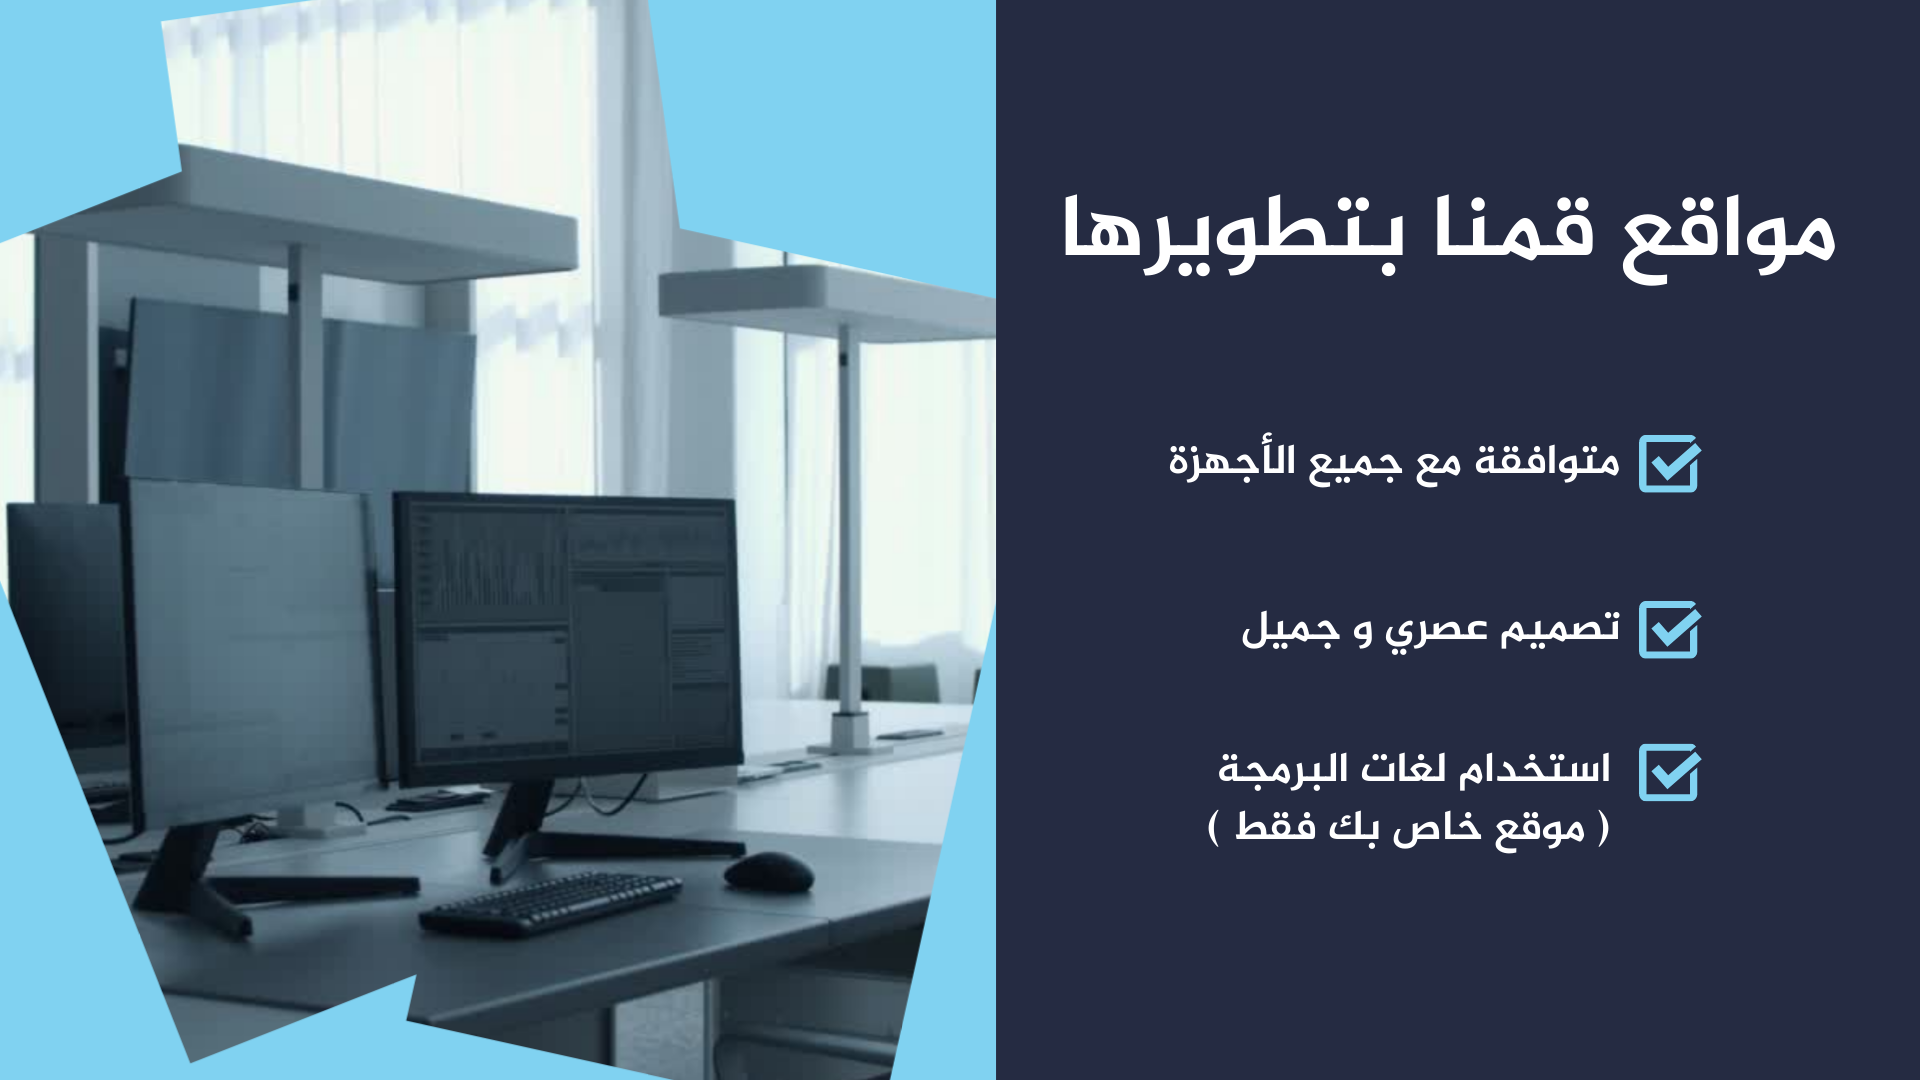 مواقع قمنا بتطويرها
متوافقة مع جميع الأجهزة
تصميم عصري و جميل
استخدام لغات البرمجة
( موقع خاص بك فقط )